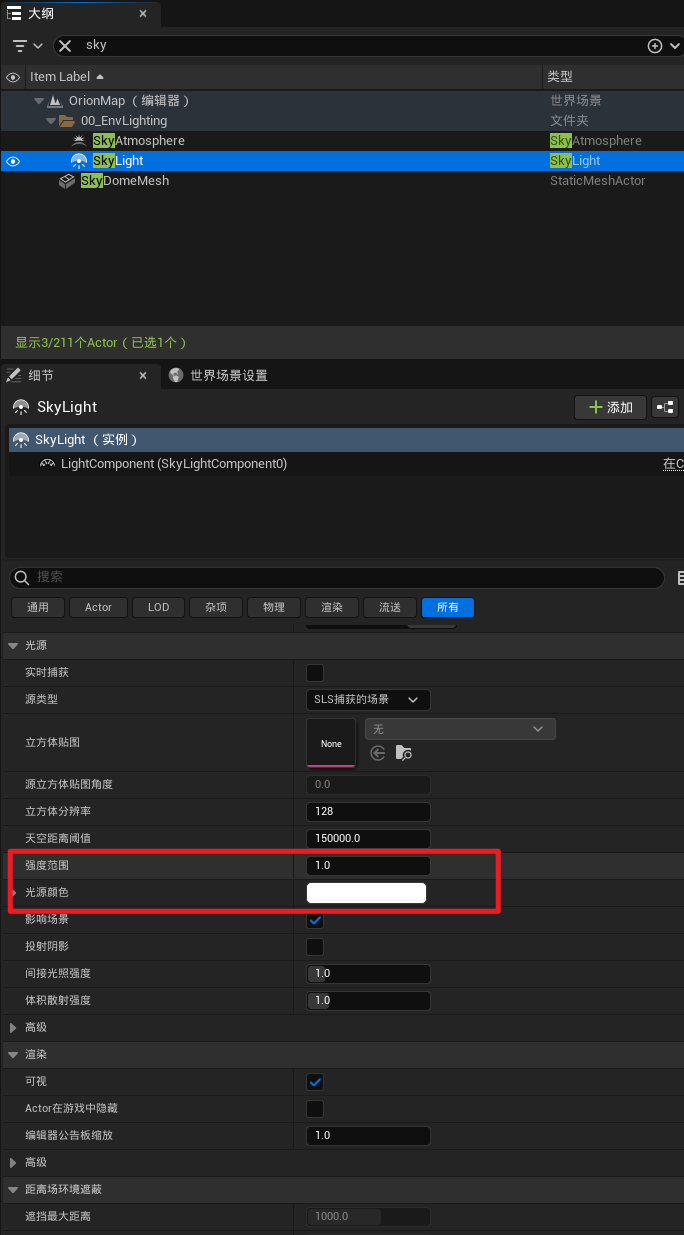 大纲
sky
Item Label 类型
OrionMap（编辑器） 世界场景
00_EnvLighting 文件夹
SkyAtmosphere SkyAtmosphere
SkyLight SkyLight
SkyDomeMesh StaticMeshActor
显示3/211个Actor（已选1个）
细节 世界场景设置
SkyLight 添加
SkyLight（实例）
LightComponent (SkyLightComponent0) 在C
搜索
通用 Actor LOD 杂项 物理 渲染 流送 所有
光源
实时捕获
源类型 SLS捕获的场景
立方体贴图 None 无
源立方体贴图角度 0.0
立方体分辨率 128
天空距离阈值 150000.0
强度范围 1.0
光源颜色
影响场景
投射阴影
间接光照强度 1.0
体积散射强度 1.0
高级
渲染
可视
Actor在游戏中隐藏
编辑器公告板缩放 1.0
高级
距离场环境遮蔽
遮挡最大距离 1000.0